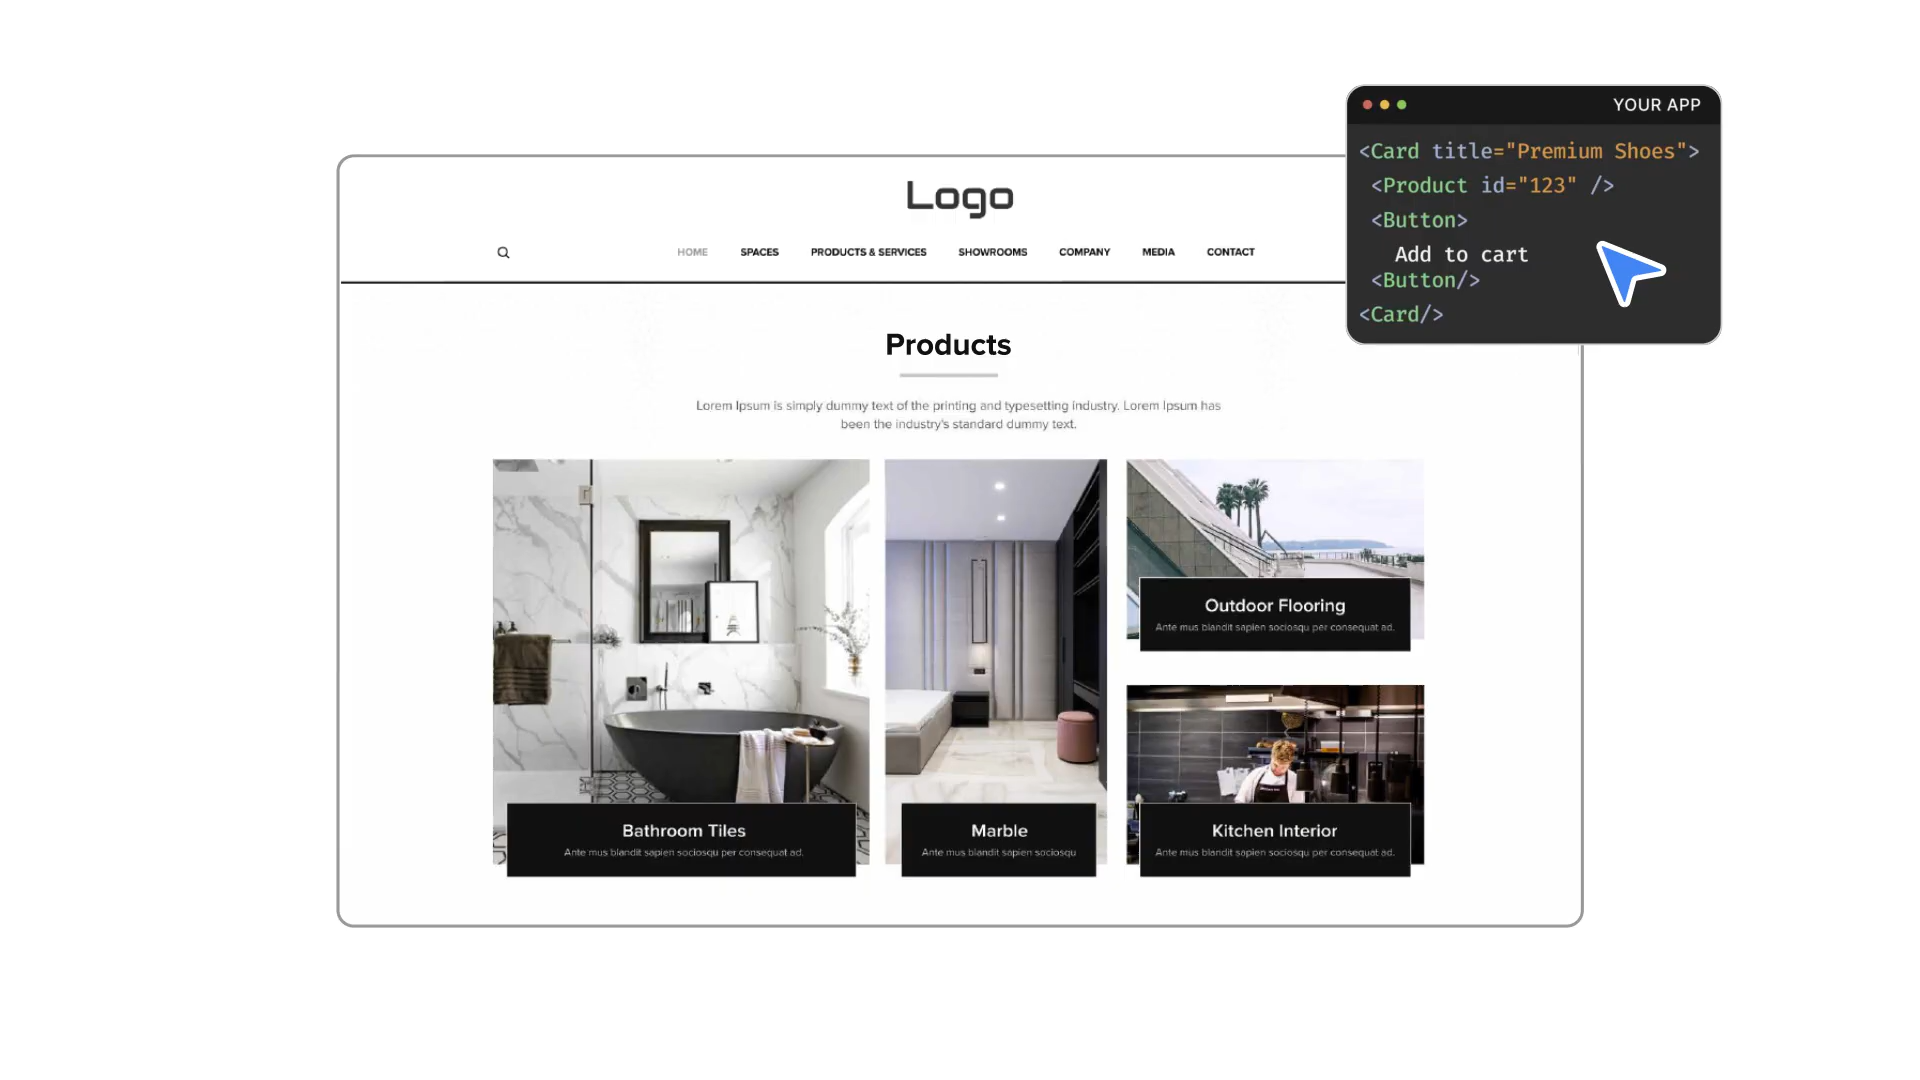 YOUR APP
<Card title="Premium Shoes">
<Product id="123" />
<Button>
Add to cart
<Button/>
<Card/>
Logo
HOME SPACES PRODUCTS & SERVICES SHOWROOMS COMPANY MEDIA CONTACT
Products
Lorem Ipsum is simply dummy text of the printing and typesetting industry. Lorem Ipsum has
been the industry's standard dummy text.
Outdoor Flooring
Ante mus blandit sapien sociosqu per consequat ad.
Bathroom Tiles
Ante mus blandit sapien sociosqu per consequat ad.
Marble
Ante mus blandit sapien sociosqu
Kitchen Interior
Ante mus blandit sapien sociosqu per consequat ad.